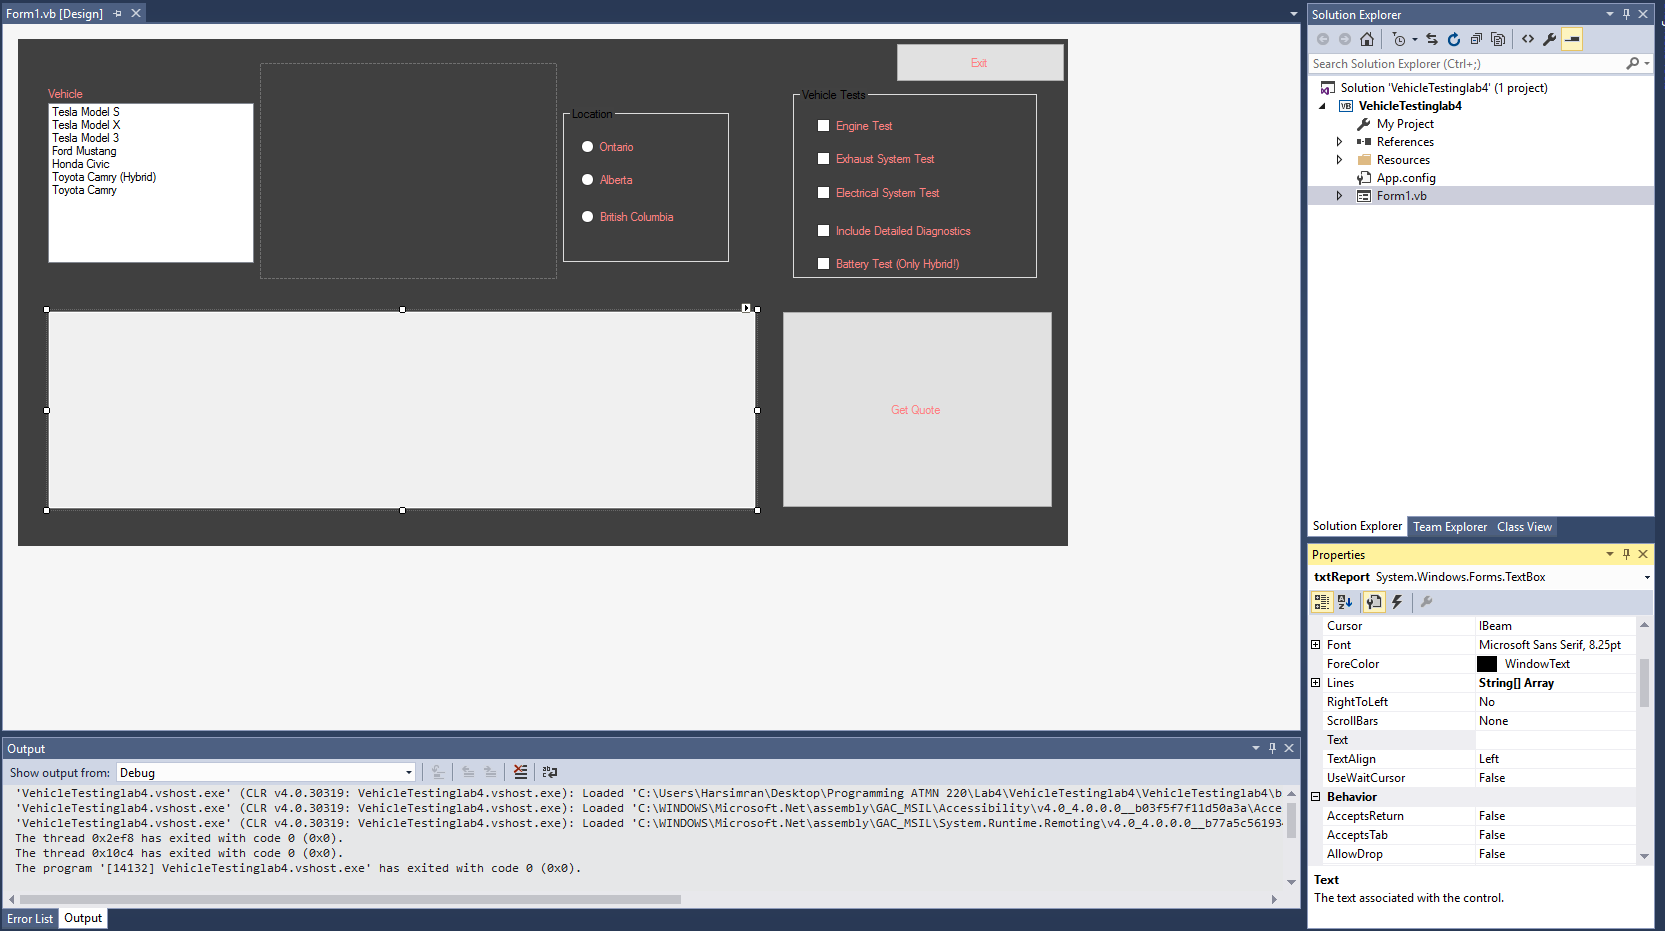 Form1.vb [Design]
Exit
Vehicle
Tesla Model S
Tesla Model X
Tesla Model 3
Ford Mustang
Honda Civic
Toyota Camry (Hybrid)
Toyota Camry
Location
Ontario
Alberta
British Columbia
Vehicle Tests
Engine Test
Exhaust System Test
Electrical System Test
Include Detailed Diagnostics
Battery Test (Only Hybrid!)
Get Quote
Output
Show output from: Debug
'VehicleTestinglab4.vshost.exe' (CLR v4.0.30319: VehicleTestinglab4.vshost.exe): Loaded 'C:\Users\Harsimran\Desktop\Programming ATMN 220\Lab4\VehicleTestinglab4\VehicleTestinglab4\b
'VehicleTestinglab4.vshost.exe' (CLR v4.0.30319: VehicleTestinglab4.vshost.exe): Loaded 'C:\WINDOWS\Microsoft.Net\assembly\GAC_MSIL\Accessibility\v4.0_4.0.0.0__b03f5f7f11d50a3a\Acce
'VehicleTestinglab4.vshost.exe' (CLR v4.0.30319: VehicleTestinglab4.vshost.exe): Loaded 'C:\WINDOWS\Microsoft.Net\assembly\GAC_MSIL\System.Runtime.Remoting\v4.0_4.0.0.0__b77a5c56193
The thread 0x2ef8 has exited with code 0 (0x0).
The thread 0x10c4 has exited with code 0 (0x0).
The program '[14132] VehicleTestinglab4.vshost.exe' has exited with code 0 (0x0).
Error List Output
Solution Explorer
Search Solution Explorer (Ctrl+;)
Solution 'VehicleTestinglab4' (1 project)
VB VehicleTestinglab4
My Project
References
Resources
App.config
Form1.vb
Solution Explorer Team Explorer Class View
Properties
txtReport System.Windows.Forms.TextBox
Cursor IBeam
Font Microsoft Sans Serif, 8.25pt
ForeColor WindowText
Lines String[] Array
RightToLeft No
ScrollBars None
Text
TextAlign Left
UseWaitCursor False
Behavior
AcceptsReturn False
AcceptsTab False
AllowDrop False
Text
The text associated with the control.